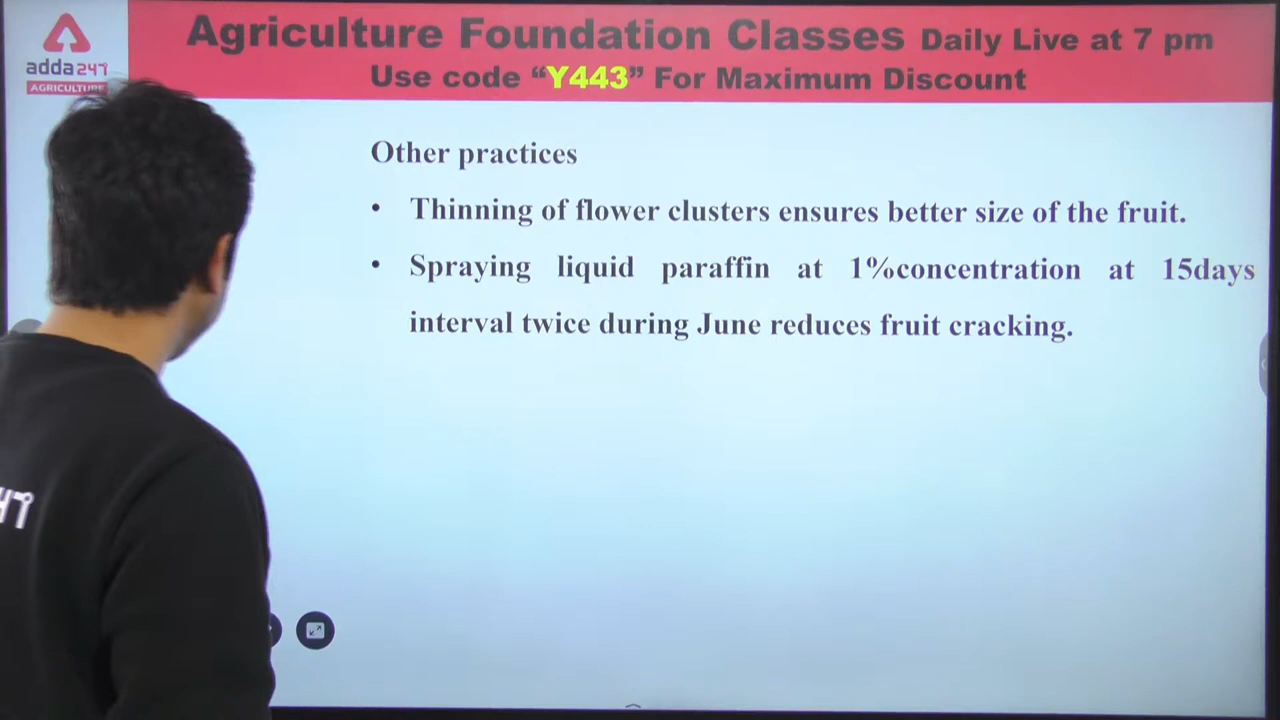 Agriculture Foundation Classes Daily Live at 7 pm
Use code “Y443” For Maximum Discount
adda247
AGRICULTURE
Other practices
• Thinning of flower clusters ensures better size of the fruit.
• Spraying liquid paraffin at 1%concentration at 15days
interval twice during June reduces fruit cracking.
47